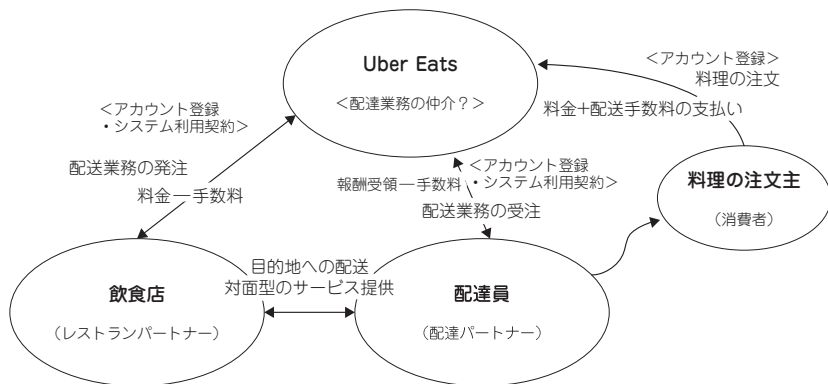 Uber Eats
<配達業務の仲介？>
<アカウント登録>
料理の注文
料金+配送手数料の支払い
<アカウント登録
・システム利用契約>
配送業務の発注
料金―手数料
<アカウント登録
・システム利用契約>
報酬受領―手数料
配送業務の受注
料理の注文主
（消費者）
目的地への配送
対面型のサービス提供
飲食店
（レストランパートナー）
配達員
（配達パートナー）